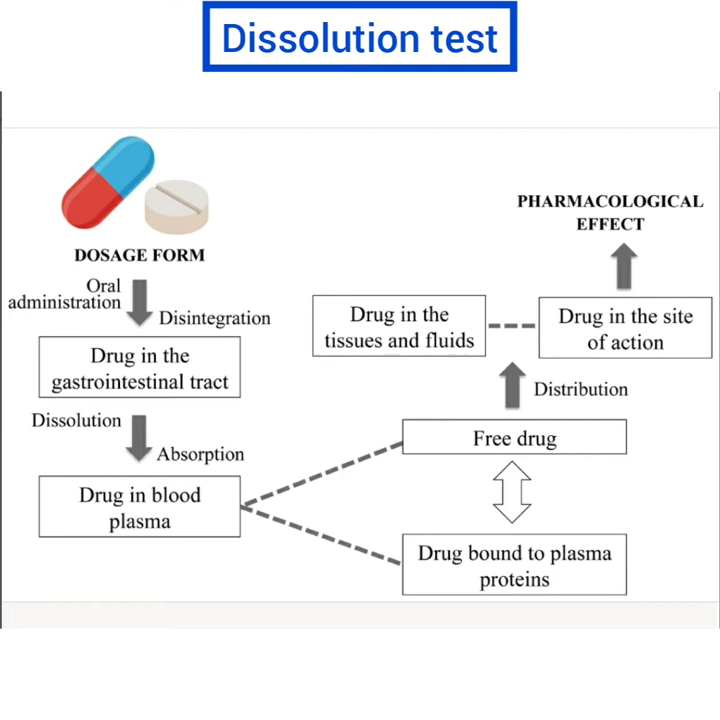 Dissolution test
DOSAGE FORM
Oral
administration
Disintegration
Drug in the
gastrointestinal tract
Dissolution
Absorption
Drug in blood
plasma
PHARMACOLOGICAL
EFFECT
Drug in the
tissues and fluids
Drug in the site
of action
Distribution
Free drug
Drug bound to plasma
proteins